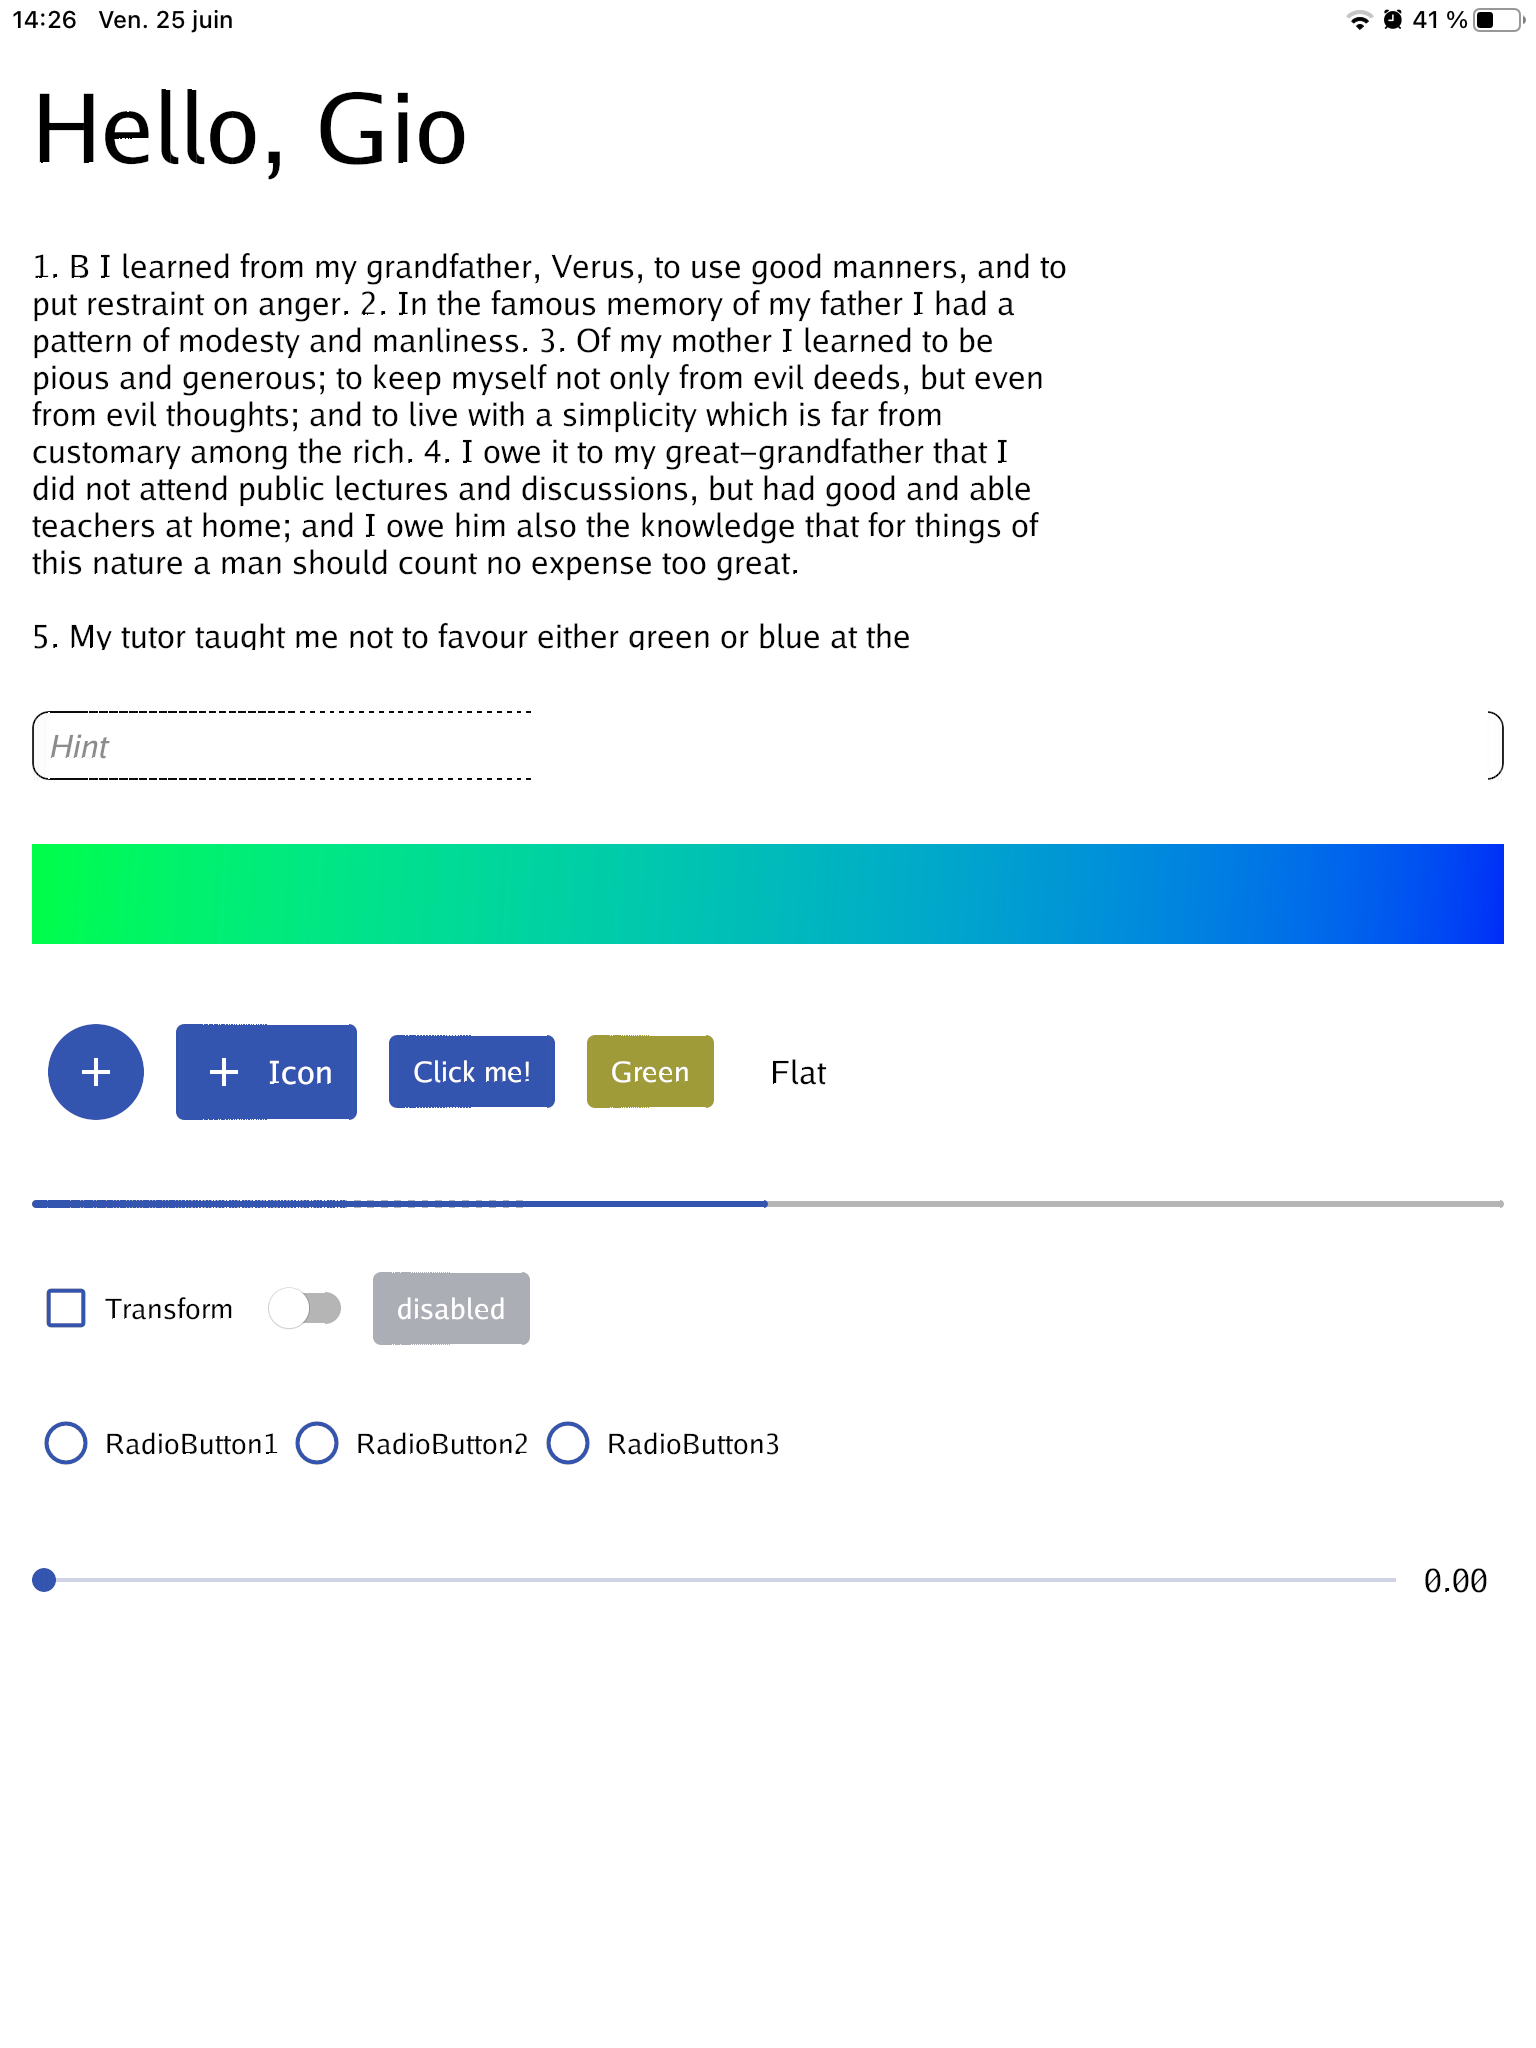 14:26 Ven. 25 juin 41 %
Hello, Gio
1. B I learned from my grandfather, Verus, to use good manners, and to
put restraint on anger. 2. In the famous memory of my father I had a
pattern of modesty and manliness. 3. Of my mother I learned to be
pious and generous; to keep myself not only from evil deeds, but even
from evil thoughts; and to live with a simplicity which is far from
customary among the rich. 4. I owe it to my great-grandfather that I
did not attend public lectures and discussions, but had good and able
teachers at home; and I owe him also the knowledge that for things of
this nature a man should count no expense too great.
5. My tutor taught me not to favour either green or blue at the
Hint
Icon Click me! Green Flat
Transform disabled
RadioButton1 RadioButton2 RadioButton3
0.00